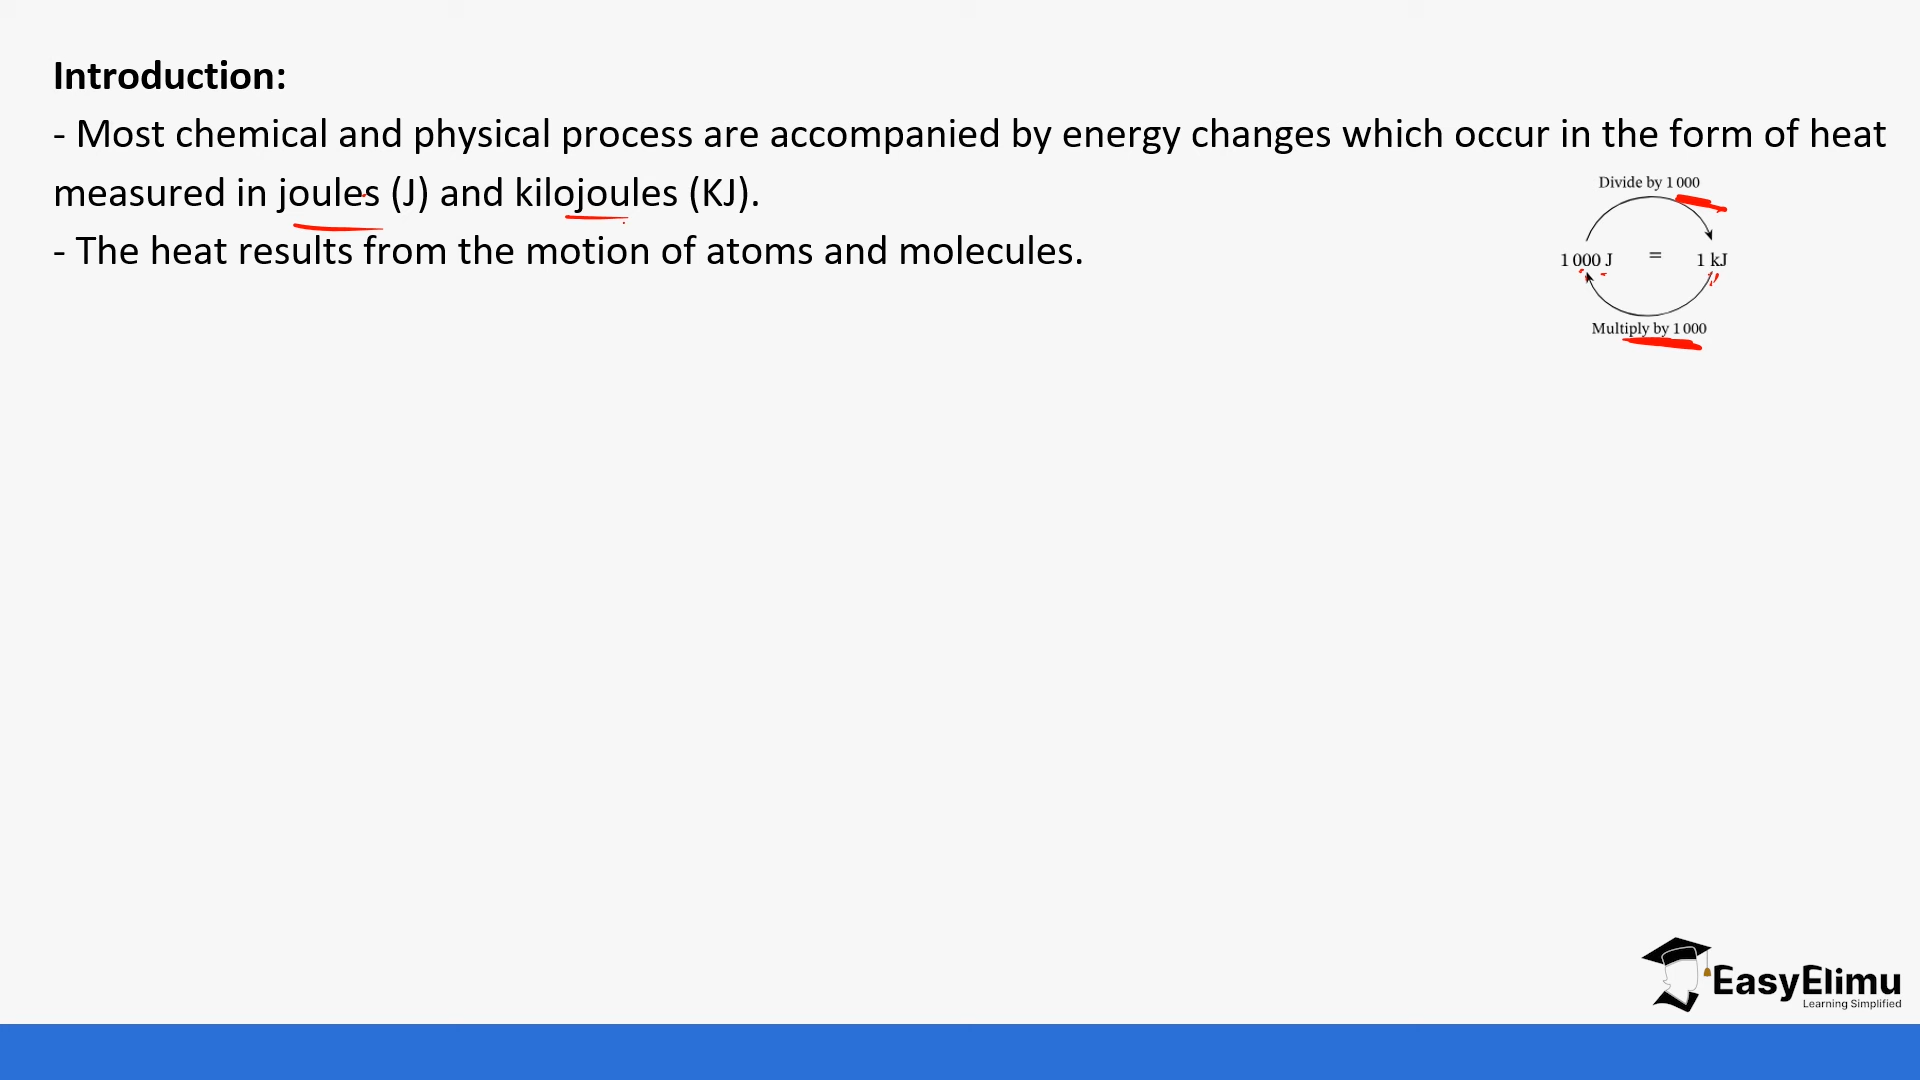 Introduction:
- Most chemical and physical process are accompanied by energy changes which occur in the form of heat
measured in joules (J) and kilojoules (KJ).
- The heat results from the motion of atoms and molecules.
Divide by 1 000
1 000 J = 1 kJ
Multiply by 1 000
EasyElimu
Learning Simplified